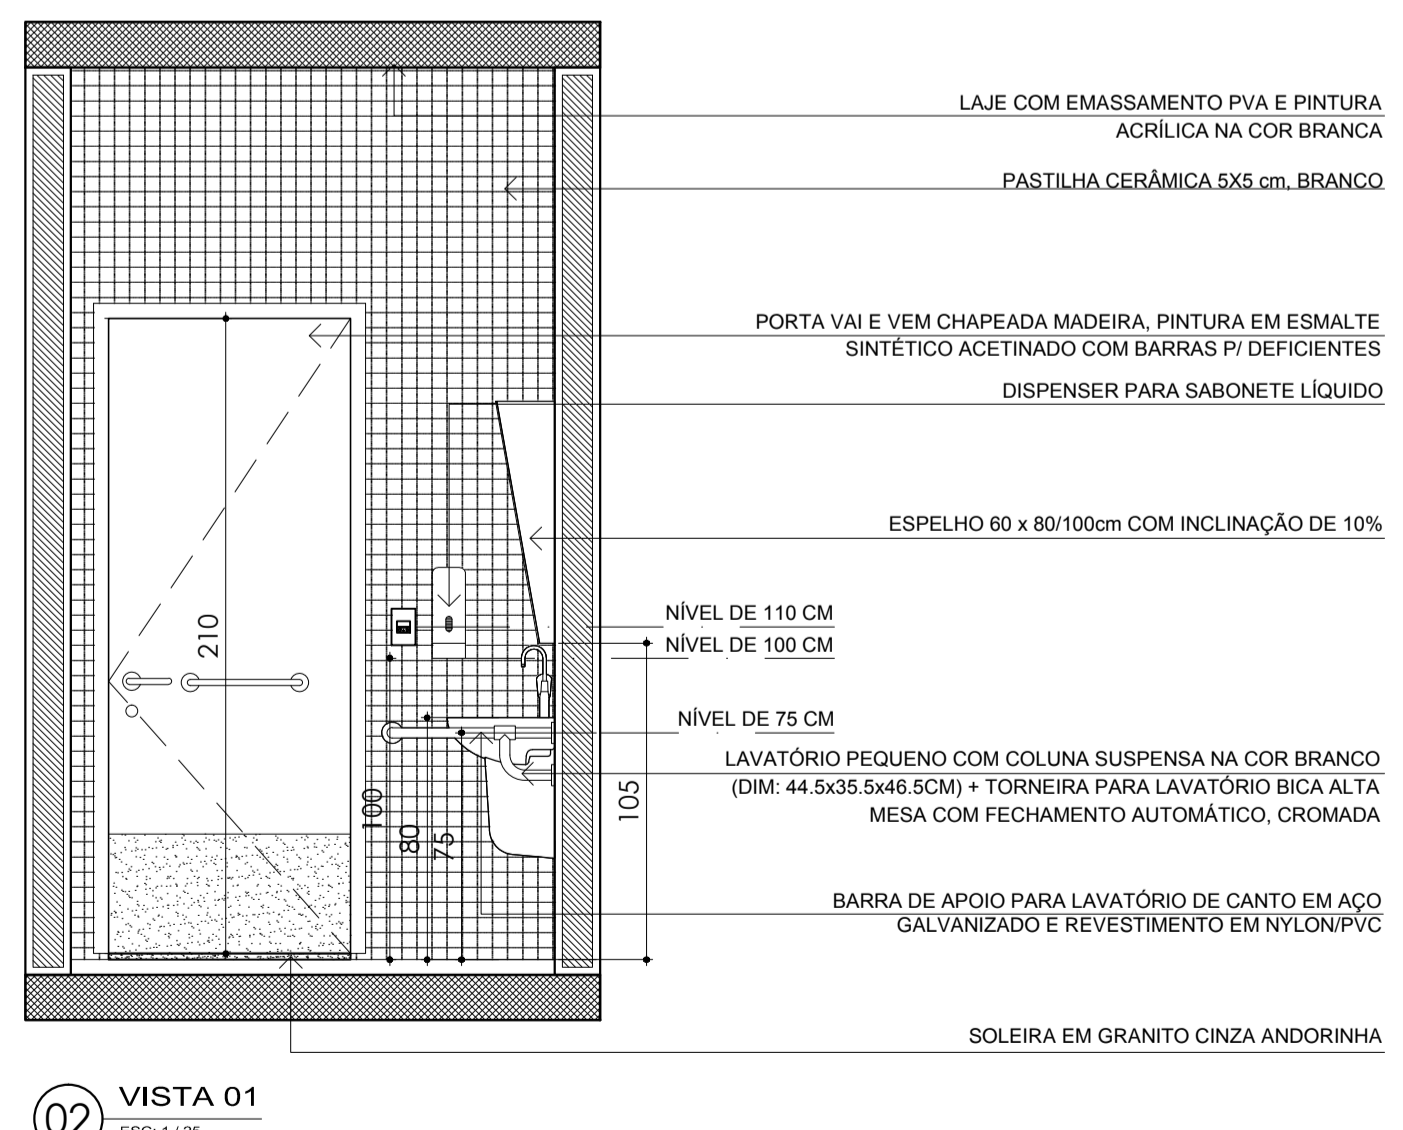 LAJE COM EMASSAMENTO PVA E PINTURA
ACRÍLICA NA COR BRANCA
PASTILHA CERÂMICA 5X5 cm, BRANCO
PORTA VAI E VEM CHAPEADA MADEIRA, PINTURA EM ESMALTE
SINTÉTICO ACETINADO COM BARRAS P/ DEFICIENTES
DISPENSER PARA SABONETE LÍQUIDO
ESPELHO 60 x 80/100cm COM INCLINAÇÃO DE 10%
NÍVEL DE 110 CM
NÍVEL DE 100 CM
NÍVEL DE 75 CM
210
100
80
75
105
LAVATÓRIO PEQUENO COM COLUNA SUSPENSA NA COR BRANCO
(DIM: 44.5x35.5x46.5CM) + TORNEIRA PARA LAVATÓRIO BICA ALTA
MESA COM FECHAMENTO AUTOMÁTICO, CROMADA
BARRA DE APOIO PARA LAVATÓRIO DE CANTO EM AÇO
GALVANIZADO E REVESTIMENTO EM NYLON/PVC
SOLEIRA EM GRANITO CINZA ANDORINHA
02
VISTA 01
ESC: 1 / 25